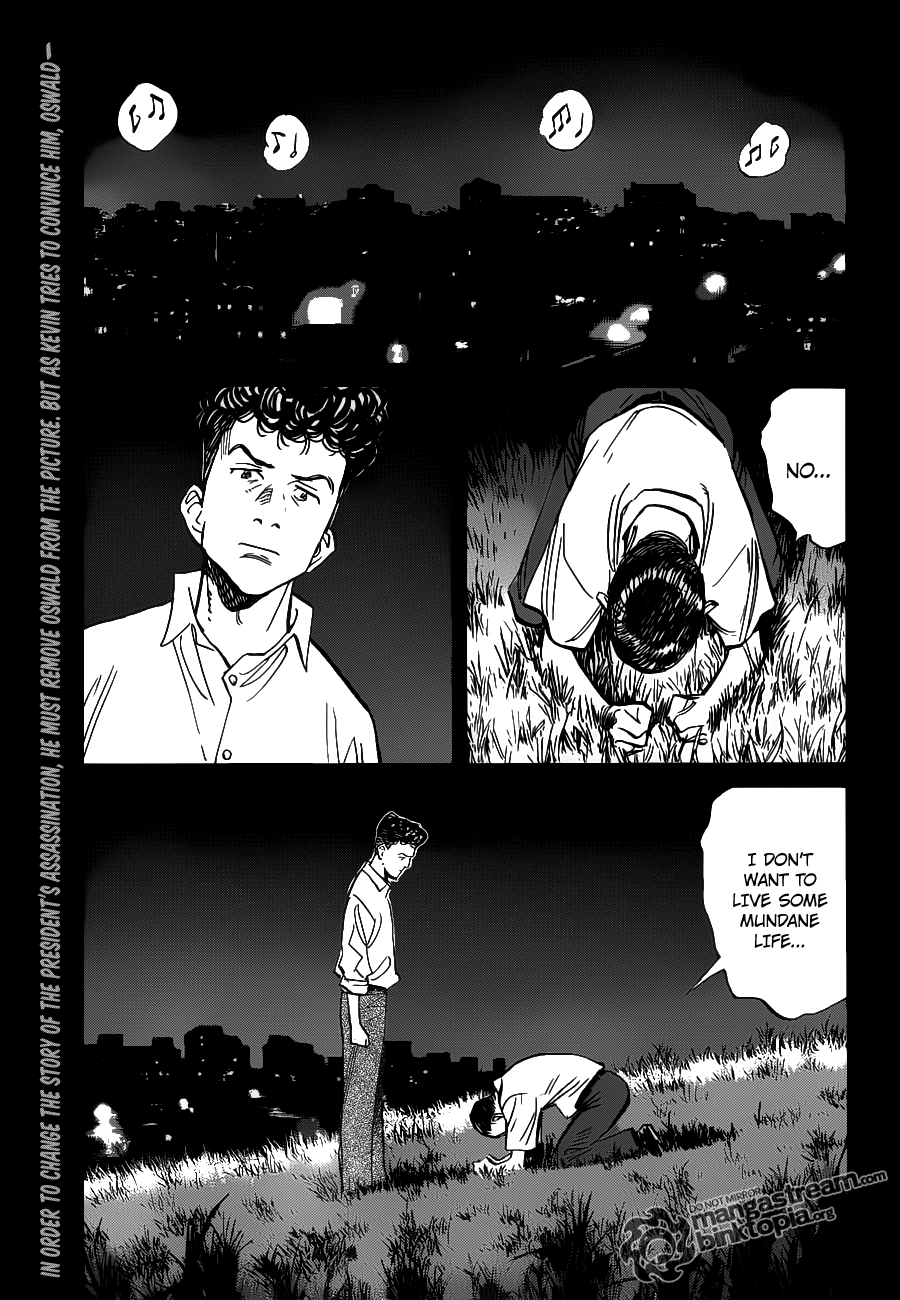 IN ORDER TO CHANGE THE STORY OF THE PRESIDENT'S ASSASSINATION, HE MUST REMOVE OSWALD FROM THE PICTURE. BUT AS KEVIN TRIES TO CONVINCE HIM, OSWALD—
NO...
I DON'T
WANT TO
LIVE SOME
MUNDANE
LIFE...
DO NOT MIRROR
mangastream.com
binktopia.org